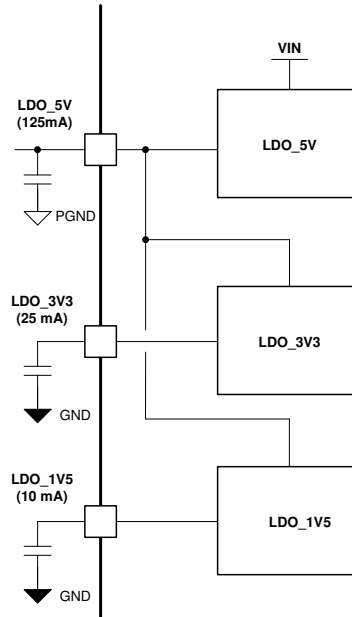 VIN
LDO_5V
(125mA)
LDO_5V
PGND
LDO_3V3
(25 mA)
LDO_3V3
GND
LDO_1V5
(10 mA)
LDO_1V5
GND